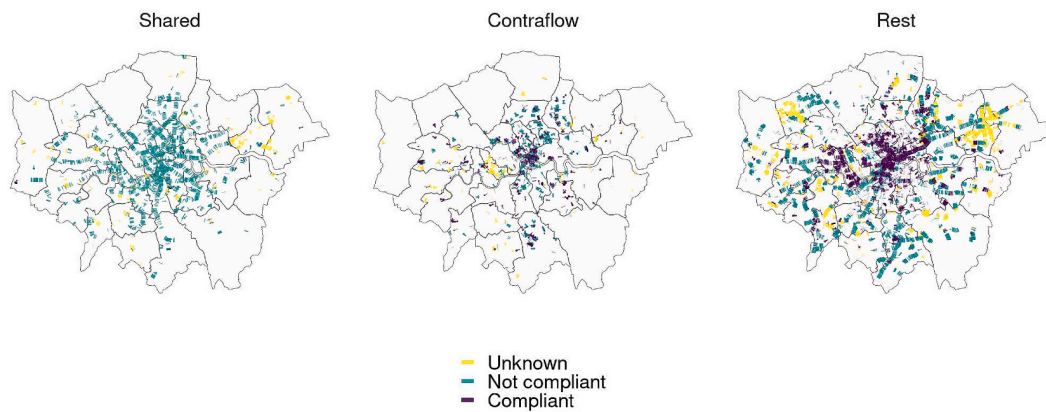 Shared
Contraflow
Rest
Unknown
Not compliant
Compliant